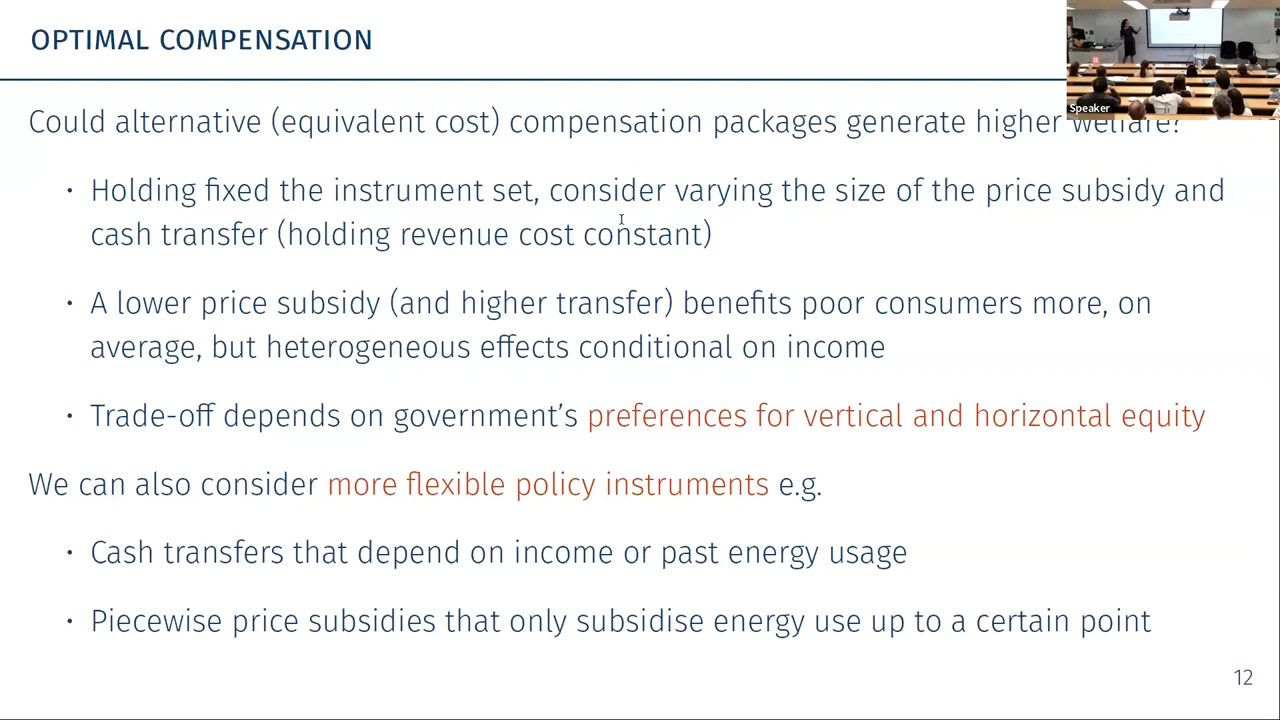 OPTIMAL COMPENSATION
Speaker
Could alternative (equivalent cost) compensation packages generate higher welfare?
• Holding fixed the instrument set, consider varying the size of the price subsidy and
cash transfer (holding revenue cost constant)
• A lower price subsidy (and higher transfer) benefits poor consumers more, on
average, but heterogeneous effects conditional on income
• Trade-off depends on government's preferences for vertical and horizontal equity
We can also consider more flexible policy instruments e.g.
• Cash transfers that depend on income or past energy usage
• Piecewise price subsidies that only subsidise energy use up to a certain point
12